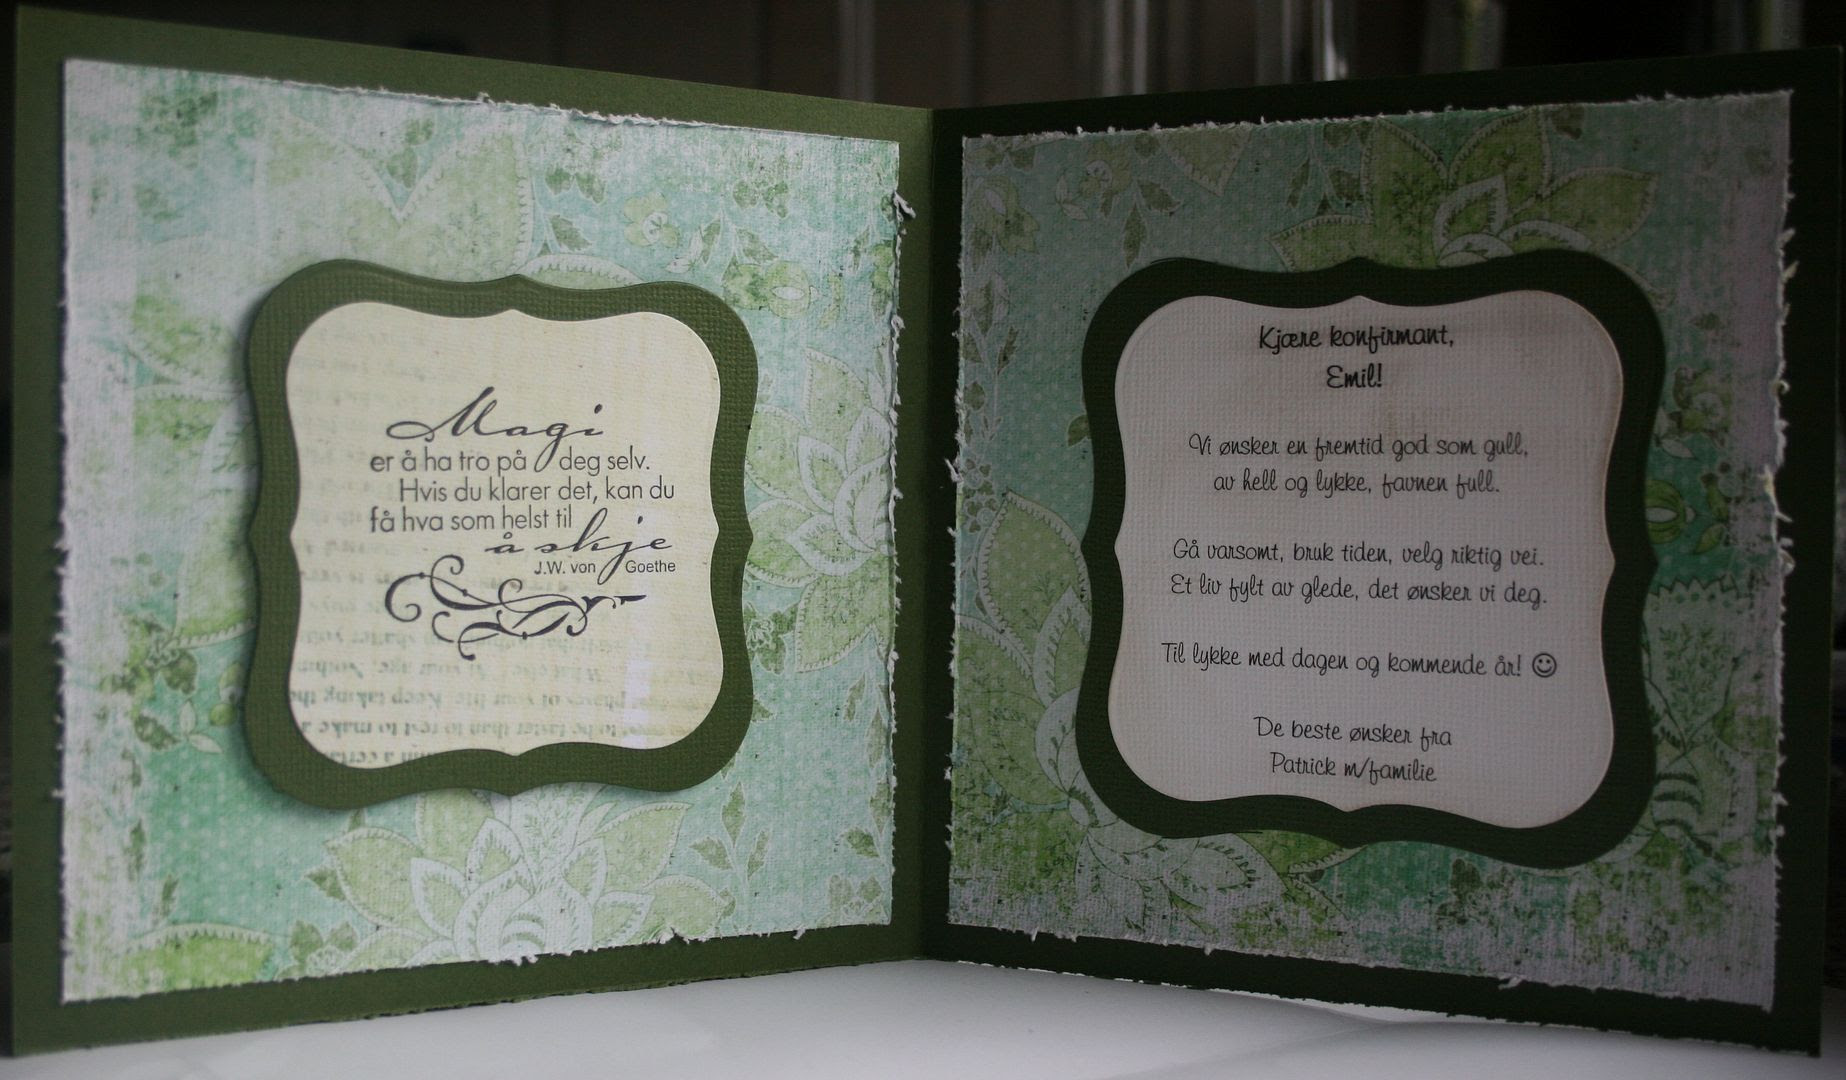 Magi
er å ha tro på deg selv.
Hvis du klarer det, kan du
få hva som helst til
å skje
J.W. von Goethe
Kjære konfirmant,
Emil!
Vi ønsker en fremtid god som gull,
av hell og lykke, favnen full.
Gå varsomt, bruk tiden, velg riktig vei.
Et liv fylt av glede, det ønsker vi deg.
Til lykke med dagen og kommende år! ☺
De beste ønsker fra
Patrick m/familie